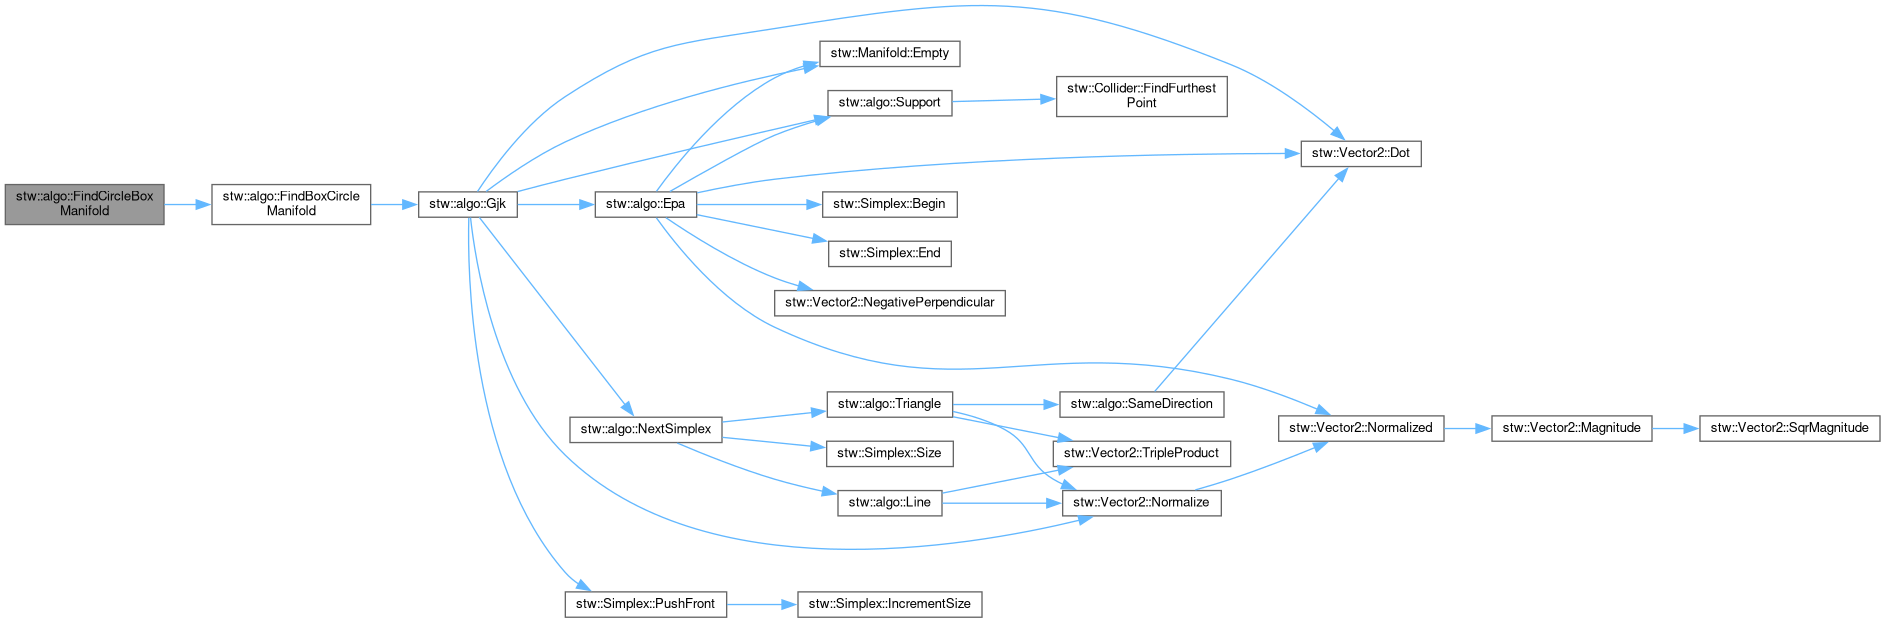 stw::algo::FindCircleBox
Manifold
stw::algo::FindBoxCircle
Manifold
stw::algo::Gjk
stw::algo::Epa
stw::Manifold::Empty
stw::algo::Support
stw::Collider::FindFurthest
Point
stw::Vector2::Dot
stw::Simplex::Begin
stw::Simplex::End
stw::Vector2::NegativePerpendicular
stw::algo::NextSimplex
stw::algo::Triangle
stw::Simplex::Size
stw::algo::Line
stw::algo::SameDirection
stw::Vector2::TripleProduct
stw::Vector2::Normalize
stw::Vector2::Normalized
stw::Vector2::Magnitude
stw::Vector2::SqrMagnitude
stw::Simplex::PushFront
stw::Simplex::IncrementSize